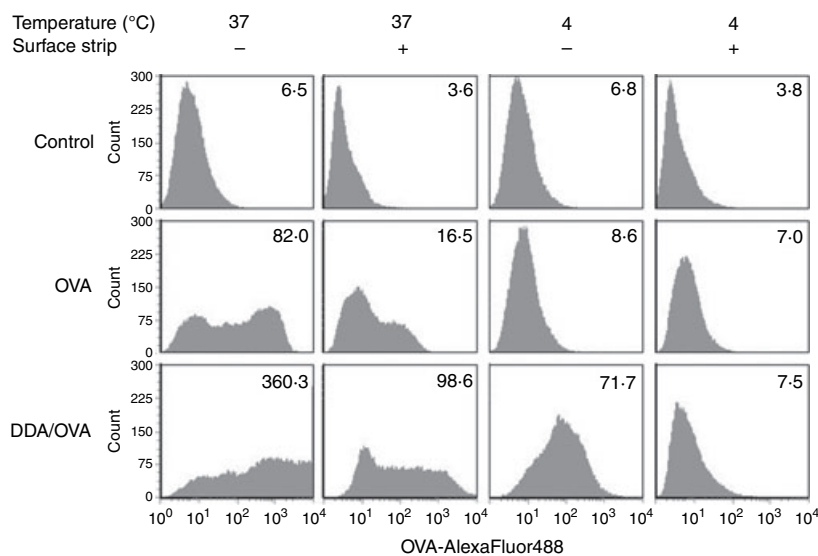 Temperature (°C) 37 37 4 4
Surface strip – + – +
Control Count 300 225 150 75 0 6·5 3·6 6·8 3·8
OVA Count 300 225 150 75 0 82·0 16·5 8·6 7·0
DDA/OVA Count 300 225 150 75 0 360·3 98·6 71·7 7·5
10⁰ 10¹ 10² 10³ 10⁴ 10¹ 10² 10³ 10⁴ 10¹ 10² 10³ 10⁴ 10¹ 10² 10³ 10⁴
OVA-AlexaFluor488